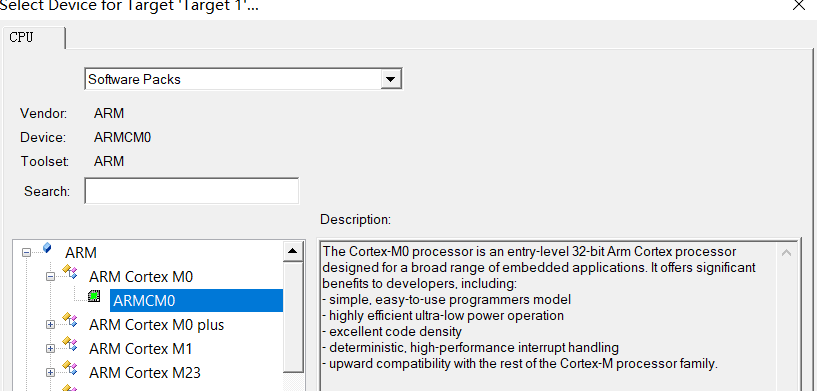 Select Device for Target 'Target 1'...
CPU
Software Packs
Vendor: ARM
Device: ARMCM0
Toolset: ARM
Search:
Description:
ARM
ARM Cortex M0
ARMCM0
ARM Cortex M0 plus
ARM Cortex M1
ARM Cortex M23
The Cortex-M0 processor is an entry-level 32-bit Arm Cortex processor
designed for a broad range of embedded applications. It offers significant
benefits to developers, including:
- simple, easy-to-use programmers model
- highly efficient ultra-low power operation
- excellent code density
- deterministic, high-performance interrupt handling
- upward compatibility with the rest of the Cortex-M processor family.